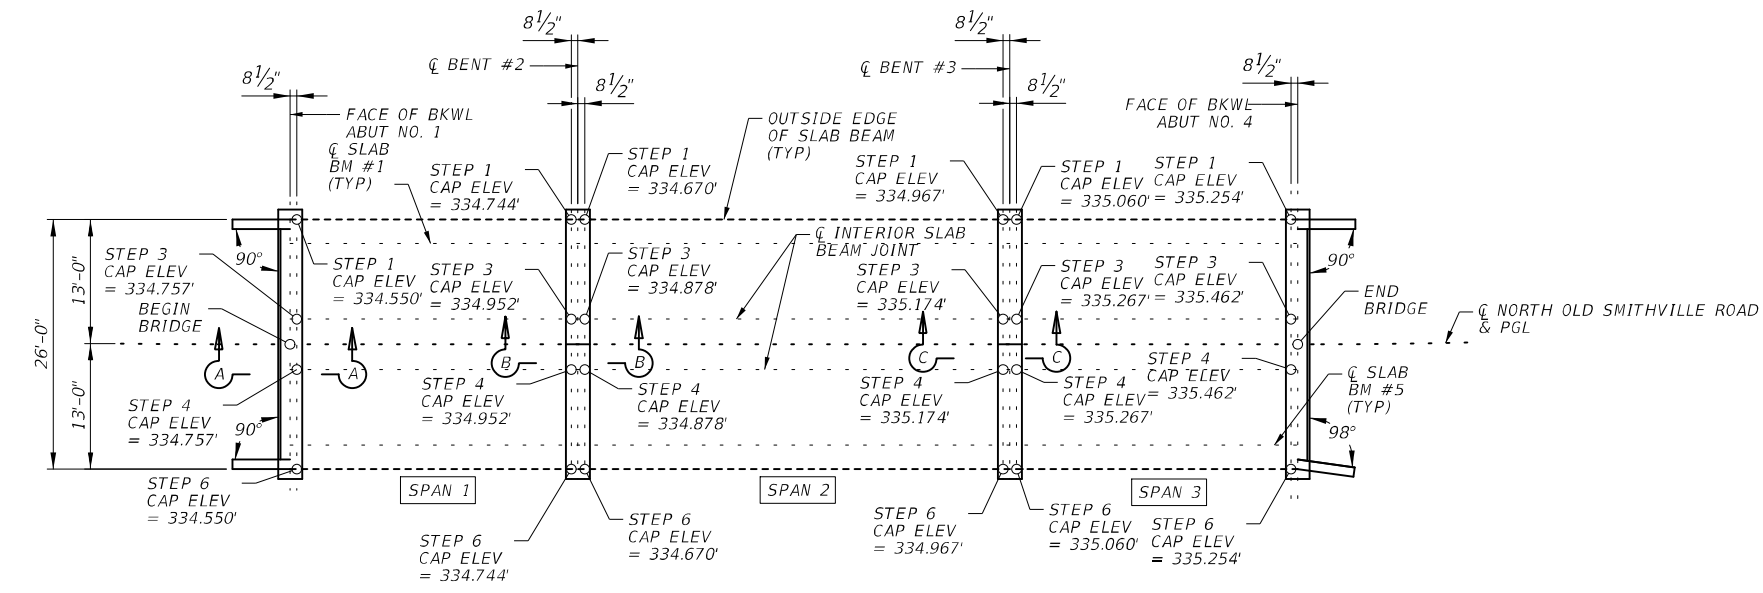 8½"
8½"
8½"
8½"
8½"
8½"
℄ BENT #2
℄ BENT #3
FACE OF BKWL
ABUT NO. 1
FACE OF BKWL
ABUT NO. 4
℄ SLAB
BM #1
(TYP)
OUTSIDE EDGE
OF SLAB BEAM
(TYP)
STEP 1
CAP ELEV
= 334.744'
STEP 1
CAP ELEV
= 334.670'
STEP 1
CAP ELEV
= 334.967'
STEP 1
CAP ELEV
= 335.060'
STEP 1
CAP ELEV
= 335.254'
STEP 3
CAP ELEV
= 334.757'
90°
STEP 1
CAP ELEV
= 334.550'
STEP 3
CAP ELEV
= 334.952'
STEP 3
CAP ELEV
= 334.878'
℄ INTERIOR SLAB
BEAM JOINT
STEP 3
CAP ELEV
= 335.174'
STEP 3
CAP ELEV
= 335.267'
STEP 3
CAP ELEV
= 335.462'
90°
26'-0"
13'-0"
13'-0"
BEGIN
BRIDGE
END
BRIDGE
℄ NORTH OLD SMITHVILLE ROAD
& PGL
A
A
B
B
C
C
STEP 4
CAP ELEV
= 334.757'
90°
STEP 4
CAP ELEV
= 334.952'
STEP 4
CAP ELEV
= 334.878'
STEP 4
CAP ELEV
= 335.174'
STEP 4
CAP ELEV
= 335.267'
STEP 4
CAP ELEV
= 335.462'
℄ SLAB
BM #5
(TYP)
98°
STEP 6
CAP ELEV
= 334.550'
SPAN 1
SPAN 2
SPAN 3
STEP 6
CAP ELEV
= 334.744'
STEP 6
CAP ELEV
= 334.670'
STEP 6
CAP ELEV
= 334.967'
STEP 6
CAP ELEV
= 335.060'
STEP 6
CAP ELEV
= 335.254'